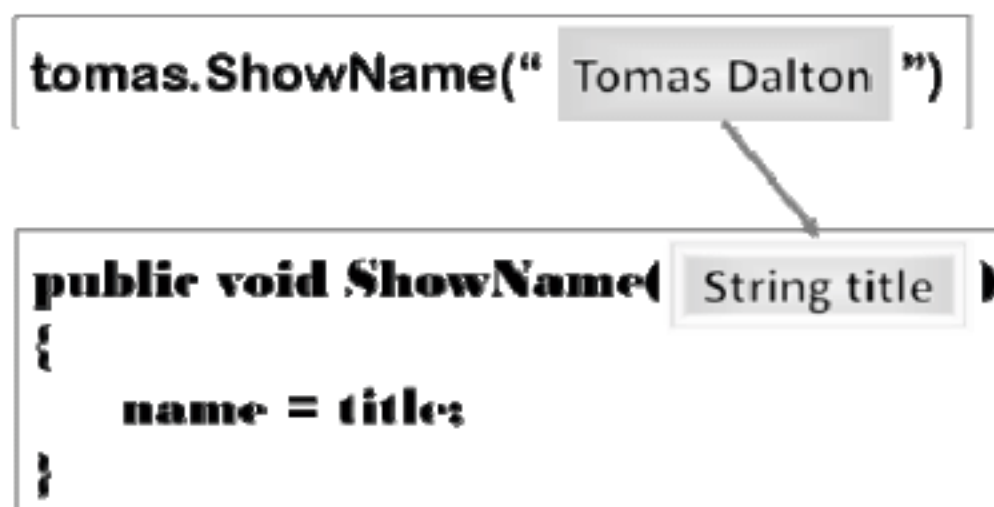 tomas.ShowName(“ Tomas Dalton ”)
public void ShowName( String title )
{
name = title;
}